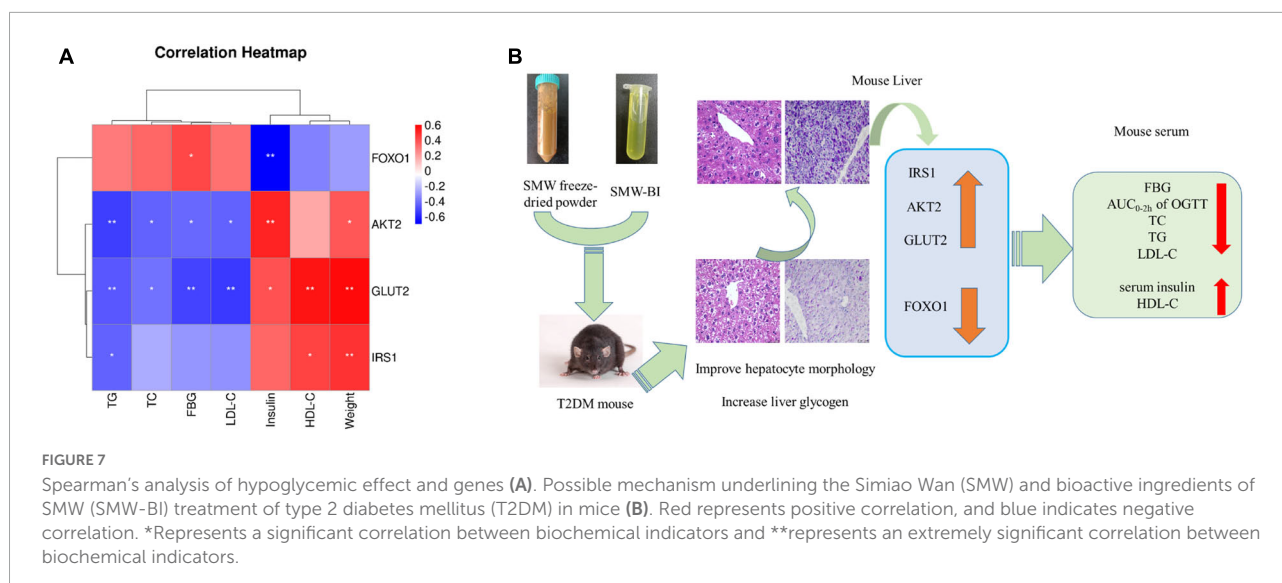 A
Correlation Heatmap
0.6
0.4
0.2
0
-0.2
-0.4
-0.6
FOXO1
*
**
AKT2
**
*
*
*
**
*
GLUT2
**
*
**
**
*
**
**
IRS1
*
*
**
TG
TC
FBG
LDL-C
Insulin
HDL-C
Weight
B
SMW freeze-
dried powder
SMW-BI
T2DM mouse
Mouse Liver
Improve hepatocyte morphology
Increase liver glycogen
IRS1
AKT2
GLUT2
FOXO1
Mouse serum
FBG
AUC0-2h of OGTT
TC
TG
LDL-C
serum insulin
HDL-C
FIGURE 7
Spearman's analysis of hypoglycemic effect and genes (A). Possible mechanism underlining the Simiao Wan (SMW) and bioactive ingredients of
SMW (SMW-BI) treatment of type 2 diabetes mellitus (T2DM) in mice (B). Red represents positive correlation, and blue indicates negative
correlation. *Represents a significant correlation between biochemical indicators and **represents an extremely significant correlation between
biochemical indicators.